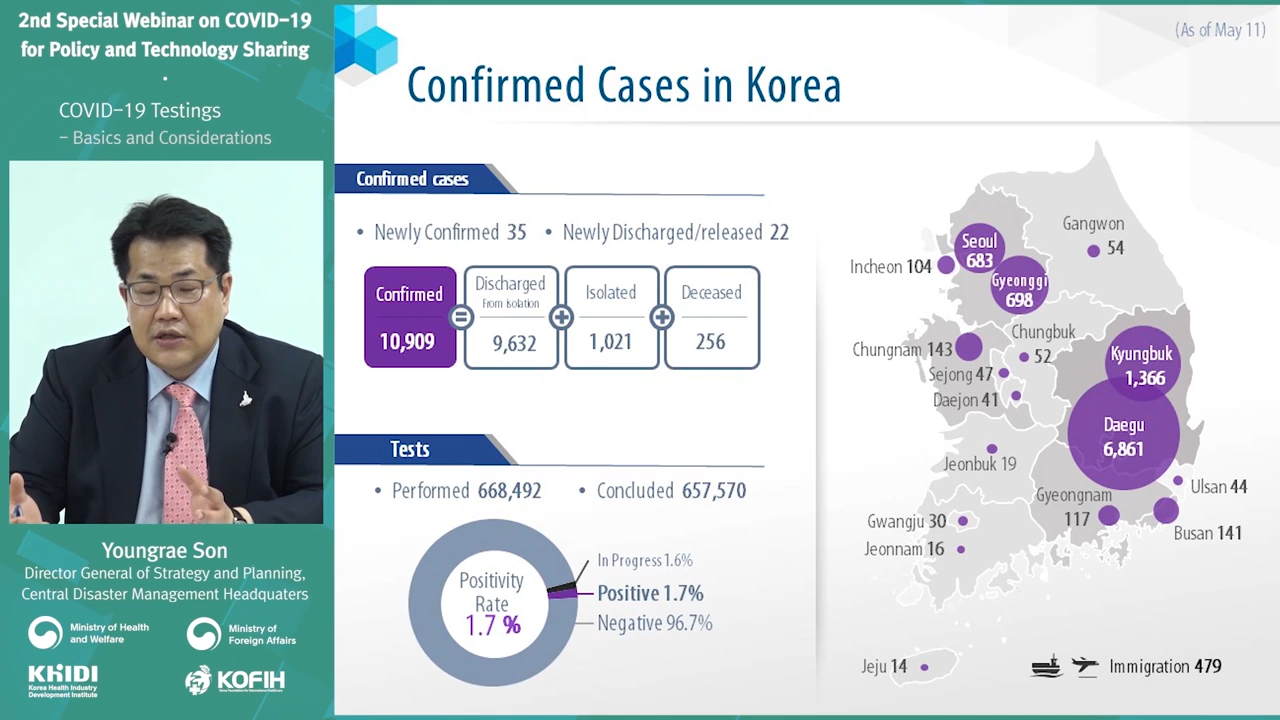 2nd Special Webinar on COVID-19
for Policy and Technology Sharing
COVID-19 Testings
- Basics and Considerations
Youngrae Son
Director General of Strategy and Planning,
Central Disaster Management Headquaters
Ministry of Health
and Welfare
Ministry of
Foreign Affairs
KHIDI
Korea Health Industry
Development Institute
KOFIH
Korea Foundation for International Healthcare
(As of May 11)
Confirmed Cases in Korea
Confirmed cases
• Newly Confirmed 35 • Newly Discharged/released 22
Confirmed
10,909
=
Discharged
From isolation
9,632
+
Isolated
1,021
+
Deceased
256
Tests
• Performed 668,492 • Concluded 657,570
Positivity
Rate
1.7 %
In Progress 1.6%
Positive 1.7%
Negative 96.7%
Gangwon
54
Seoul
683
Incheon 104
Gyeonggi
698
Chungbuk
52
Chungnam 143
Sejong 47
Daejon 41
Kyungbuk
1,366
Daegu
6,861
Jeonbuk 19
Gyeongnam
117
Ulsan 44
Busan 141
Gwangju 30
Jeonnam 16
Jeju 14
Immigration 479